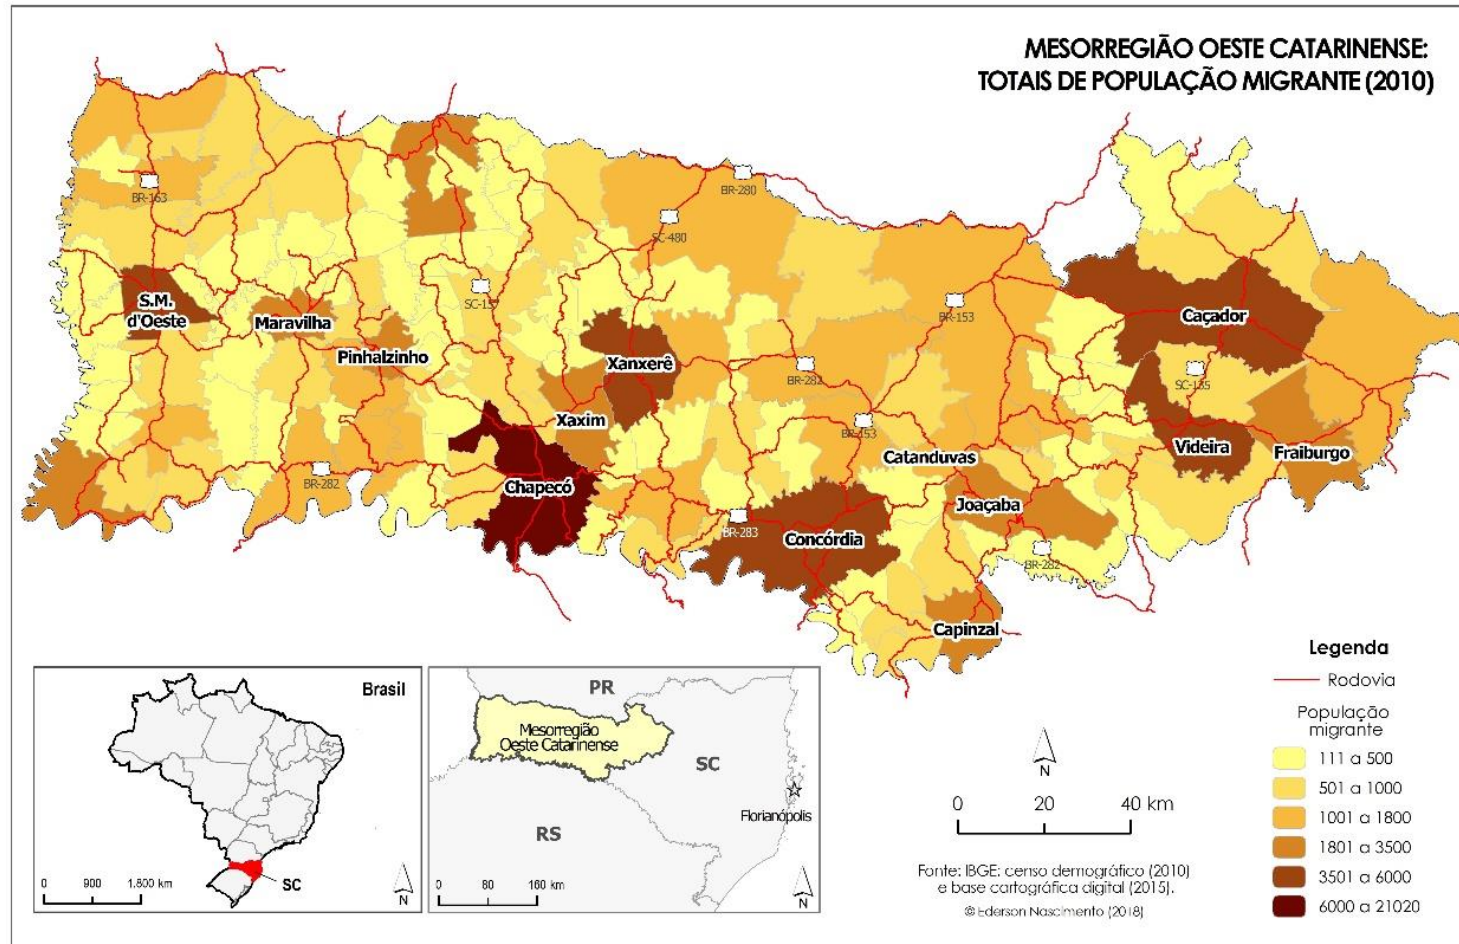 MESORREGIÃO OESTE CATARINENSE:
TOTAIS DE POPULAÇÃO MIGRANTE (2010)
BR-280
BR-163
SC-480
S.M.
d'Oeste
Maravilha
Pinhalzinho
SC-157
BR-153
Caçador
Xanxerê
BR-282
SC-135
Xaxim
BR-153
Catanduvas
Videira
Fraiburgo
BR-282
Chapecó
Joaçaba
BR-283
Concórdia
BR-282
Capinzal
Brasil
0 900 1.800 km
SC
N
PR
Mesorregião
Oeste Catarinense
SC
Florianópolis
RS
0 80 160 km
N
N
0 20 40 km
Fonte: IBGE: censo demográfico (2010)
e base cartográfica digital (2015).
© Ederson Nascimento (2018)
Legenda
Rodovia
População
migrante
111 a 500
501 a 1000
1001 a 1800
1801 a 3500
3501 a 6000
6000 a 21020